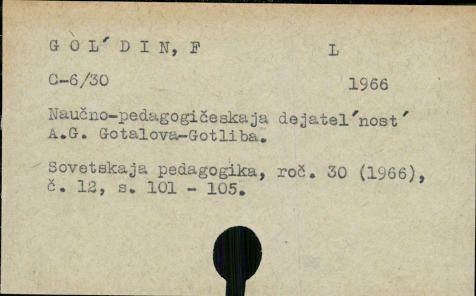 G O L ́ D I N, F L
C-6/30 1966
Naučno-pedagogičeskaja dejatel ́nost ́
A.G. Gotalova-Gotliba.
Sovetskaja pedagogika, roč. 30 (1966),
č. 12, s. 101 - 105.